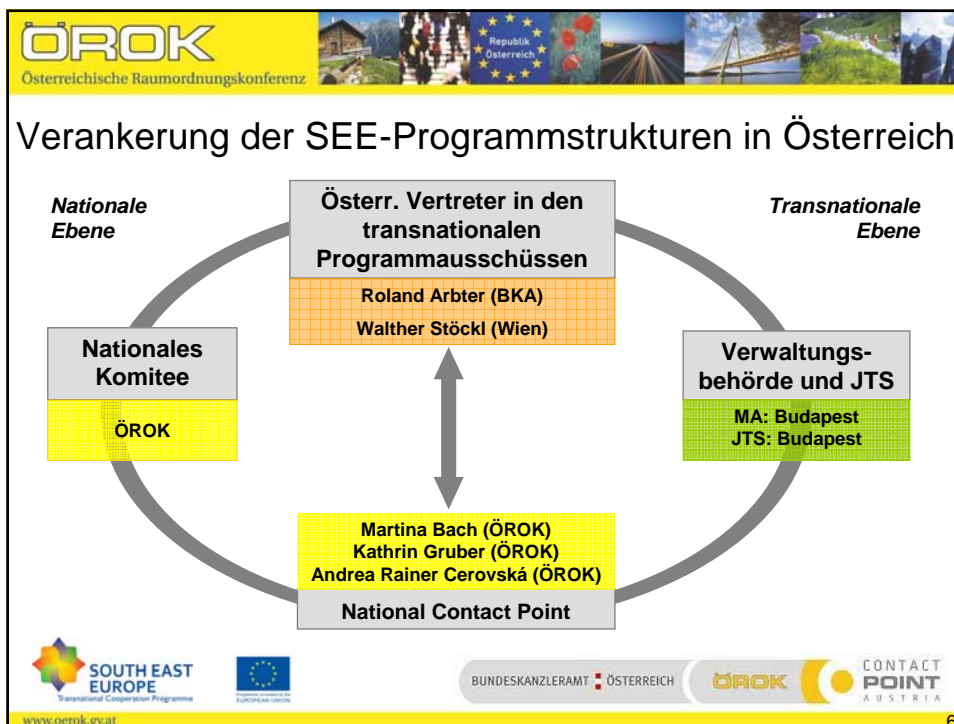 ÖROK
Österreichische Raumordnungskonferenz
Republik
Österreich
Verankerung der SEE-Programmstrukturen in Österreich
Nationale
Ebene
Österr. Vertreter in den
transnationalen
Programmausschüssen
Transnationale
Ebene
Roland Arbter (BKA)
Walther Stöckl (Wien)
Nationales
Komitee
ÖROK
Verwaltungs-
behörde und JTS
MA: Budapest
JTS: Budapest
Martina Bach (ÖROK)
Kathrin Gruber (ÖROK)
Andrea Rainer Cerovská (ÖROK)
National Contact Point
SOUTH EAST
EUROPE
Transnational Cooperation Programme
EUROPEAN UNION
BUNDESKANZLERAMT ÖSTERREICH
ÖROK
CONTACT
POINT
AUSTRIA
www.oerok.gv.at
6